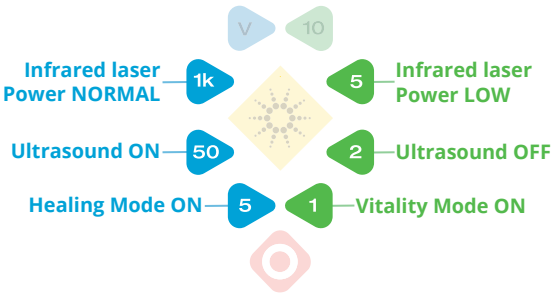 V 10
Infrared laser
Power NORMAL
1k
5
Infrared laser
Power LOW
Ultrasound ON
50
2
Ultrasound OFF
Healing Mode ON
5
1
Vitality Mode ON